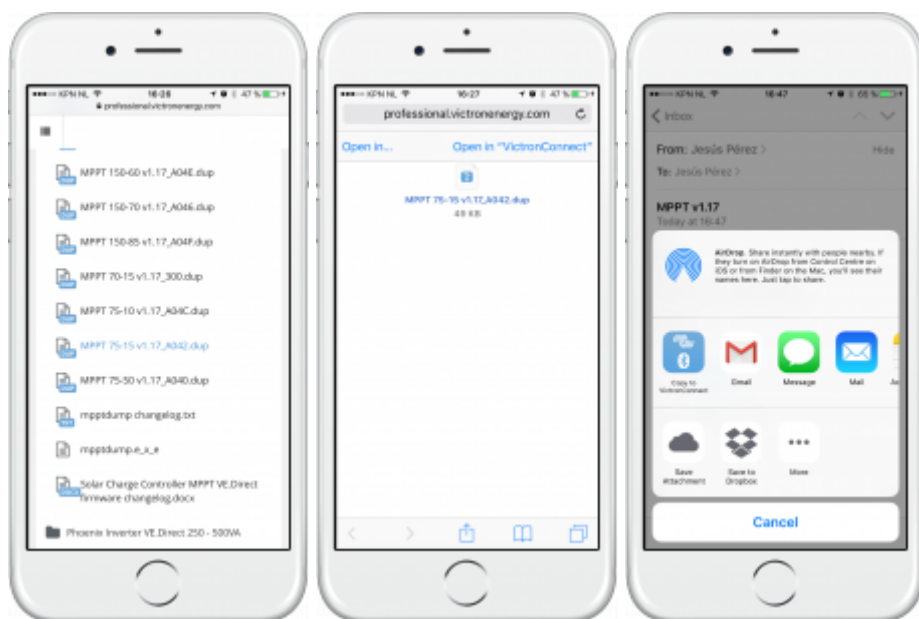 KPN NL 16:26 47 %
professional.victronenergy.com
MPPT 150-60 v1.17_A04E.dup
MPPT 150-70 v1.17_A046.dup
MPPT 150-85 v1.17_A04F.dup
MPPT 70-15 v1.17_300.dup
MPPT 75-10 v1.17_A04C.dup
MPPT 75-15 v1.17_A042.dup
MPPT 75-50 v1.17_A040.dup
mpptdump changelog.txt
mpptdump.e_x_e
Solar Charge Controller MPPT VE.Direct
firmware changelog.docx
Phoenix Inverter VE.Direct 250 - 500VA
KPN NL 16:27 47 %
professional.victronenergy.com
Open in... Open in "VictronConnect"
MPPT 75-15 v1.17_A042.dup
49 KB
KPN NL 16:47 65 %
Inbox
From: Jesús Pérez > Hide
To: Jesús Pérez >
MPPT v1.17
Today at 16:47
AirDrop. Share instantly with people nearby. If
they turn on AirDrop from Control Centre on
iOS or from Finder on the Mac, you'll see their
names here. Just tap to share.
Copy to
VictronConnect
Email
Message
Mail
Save
Attachment
Save to
Dropbox
More
Cancel